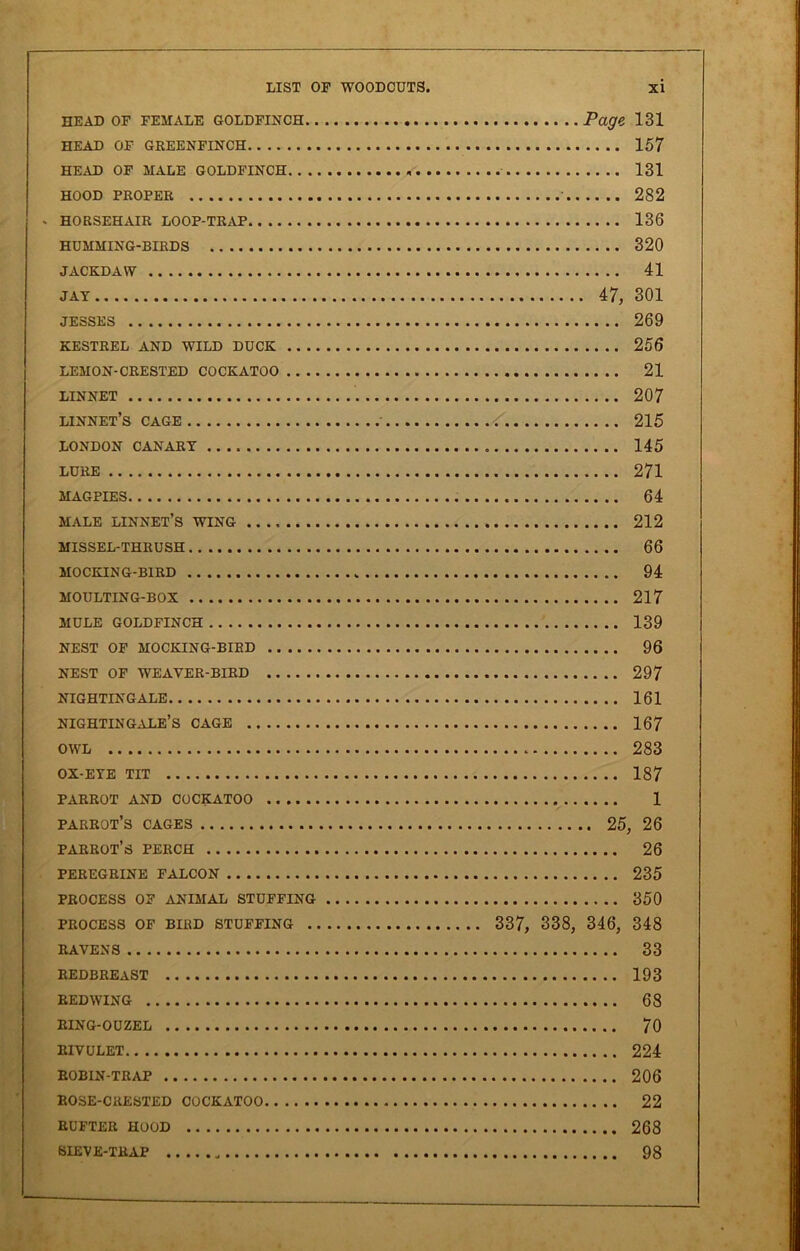 LIST OF WOODCUTS. xi
HEAD OF FEMALE GOLDFINCH.............................. Page 131
HEAD OF GREENFINCH........................................ 157
HEAD OF MALE GOLDFINCH.................................... 131
HOOD PROPER .............................................. 282
HORSEHAIR LOOP-TRAP....................................... 136
HUMMING-BIRDS ............................................ 320
JACKDAW .................................................. 41
JAY.................................................. 47, 301
JESSES ................................................... 269
KESTREL AND WILD DUCK .................................... 256
LEMON-CRESTED COCKATOO ................................... 21
LINNET ................................................... 207
LINNET'S CAGE ............................................ 215
LONDON CANARY ............................................ 145
LURE ..................................................... 271
MAGPIES................................................... 64
MALE LINNET'S WING ....................................... 212
MISSEL-THRUSH............................................. 66
MOCKING-BIRD ............................................. 94
MOULTING-BOX ............................................. 217
MULE GOLDFINCH ........................................... 139
NEST OF MOCKING-BIRD ..................................... 96
NEST OF WEAVER-BIRD ...................................... 297
NIGHTINGALE............................................... 161
NIGHTINGALE'S CAGE ....................................... 167
OWL ...................................................... 283
OX-EYE TIT ............................................... 187
PARROT AND COCKATOO ...................................... 1
PARROT'S CAGES ....................................... 25, 26
PARROT'S PERCH ........................................... 26
PEREGRINE FALCON ......................................... 235
PROCESS OF ANIMAL STUFFING ............................... 350
PROCESS OF BIRD STUFFING .................. 337, 338, 346, 348
RAVENS ................................................... 33
REDBREAST ................................................ 193
REDWING .................................................. 68
RING-OUZEL ............................................... 70
RIVULET................................................... 224
ROBIN-TRAP ............................................... 206
ROSE-CRESTED COCKATOO..................................... 22
RUFTER HOOD .............................................. 268
SIEVE-TRAP ............................................... 98